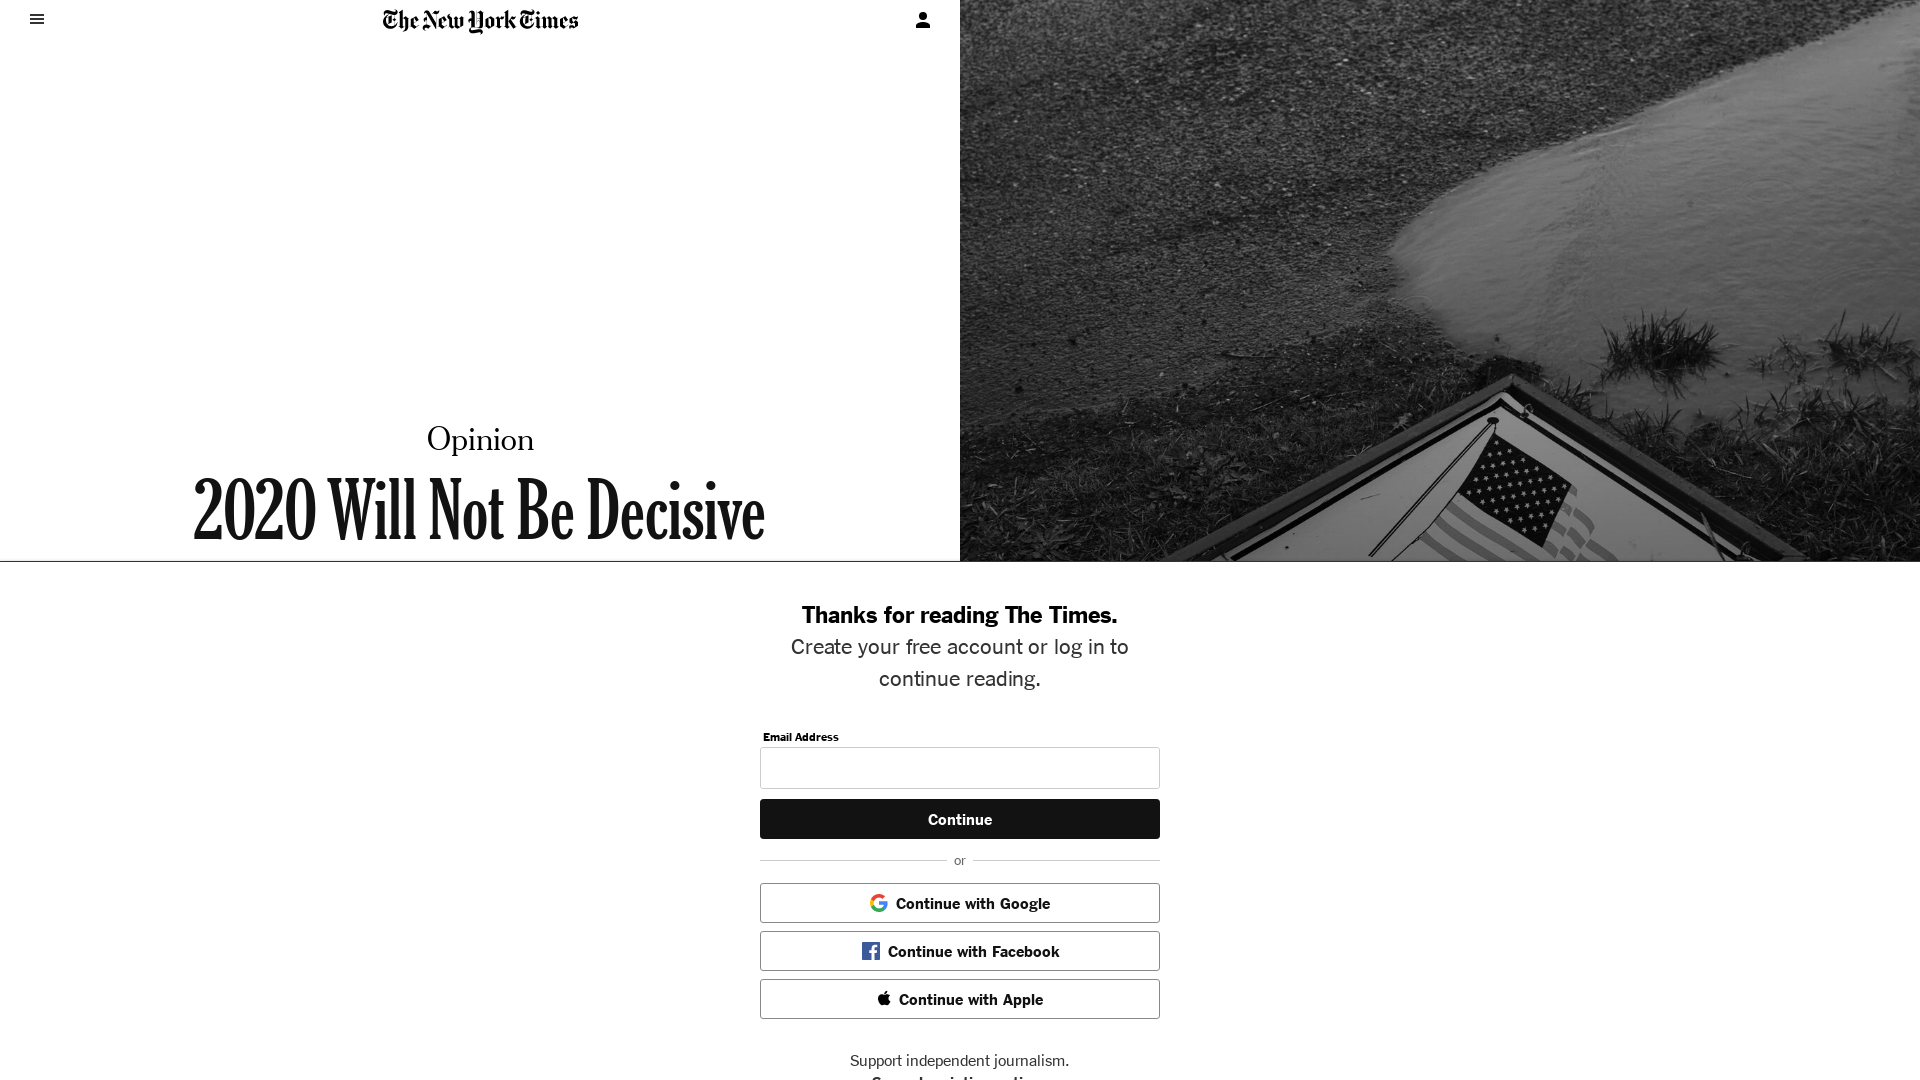 The New York Times
Opinion
2020 Will Not Be Decisive
Thanks for reading The Times.
Create your free account or log in to
continue reading.
Email Address
Continue
or
Continue with Google
Continue with Facebook
Continue with Apple
Support independent journalism.